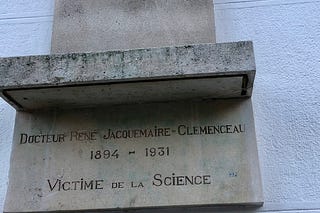 Docteur René Jacquemaire-Clemenceau
1894 - 1931
Victime de la Science